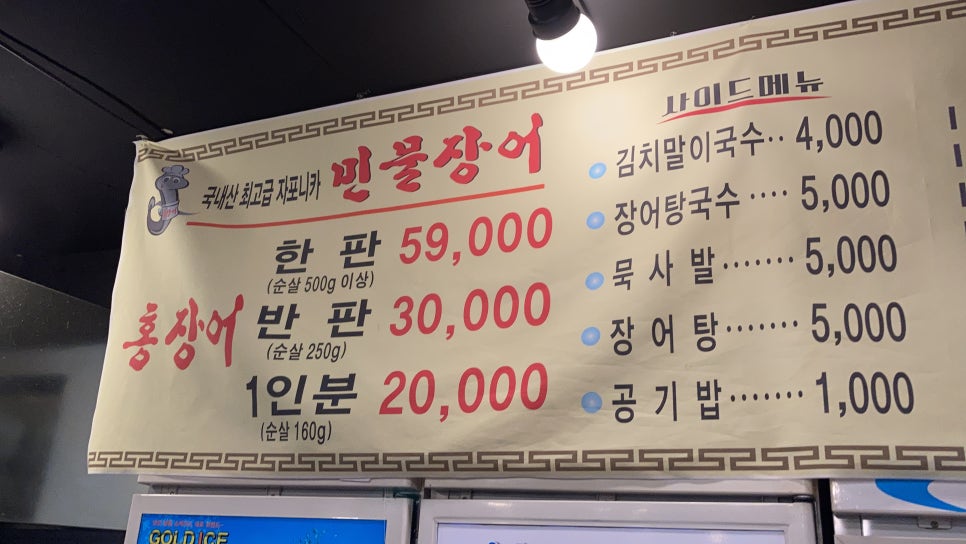 국내산 최고급 자포니카 민물장어
홍장어
한 판 59,000
(순살 500g 이상)
반 판 30,000
(순살 250g)
1인분 20,000
(순살 160g)
사이드메뉴
김치말이국수·· 4,000
장어탕국수 ···· 5,000
묵 사 발······· 5,000
장 어 탕······· 5,000
공 기 밥······· 1,000
GOLD ICE